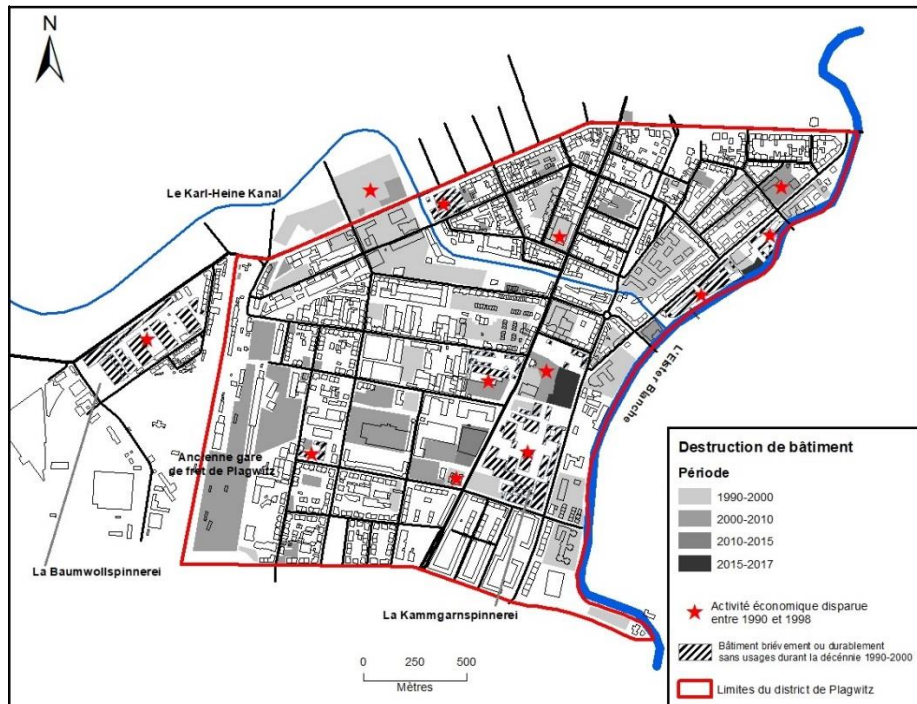 N
Le Karl-Heine Kanal
L'Elster Blanche
Ancienne gare
de fret de Plagwitz
La Baumwollspinnerei
La Kammgarnspinnerei
0 250 500
Mètres
Destruction de bâtiment
Période
1990-2000
2000-2010
2010-2015
2015-2017
Activité économique disparue
entre 1990 et 1998
Bâtiment briévement ou durablement
sans usages durant la décénnie 1990-2000
Limites du district de Plagwitz